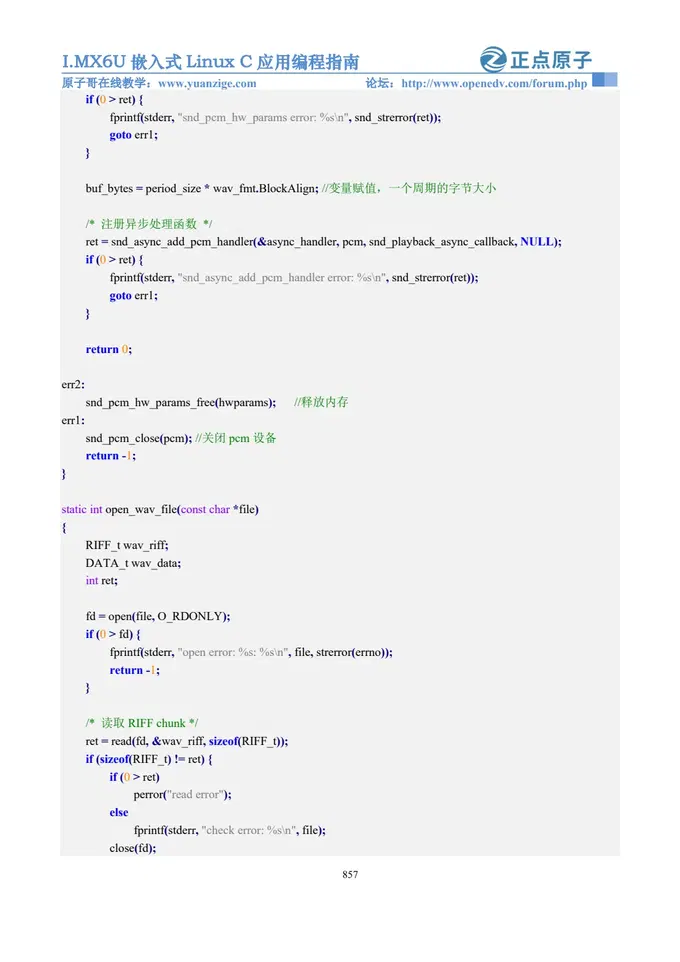 I.MX6U 嵌入式 Linux C 应用编程指南
正点原子
原子哥在线教学：www.yuanzige.com 论坛：http://www.openedv.com/forum.php
if (0 > ret) {
fprintf(stderr, "snd_pcm_hw_params error: %s\n", snd_strerror(ret));
goto err1;
}
buf_bytes = period_size * wav_fmt.BlockAlign; //变量赋值，一个周期的字节大小
/* 注册异步处理函数 */
ret = snd_async_add_pcm_handler(&async_handler, pcm, snd_playback_async_callback, NULL);
if (0 > ret) {
fprintf(stderr, "snd_async_add_pcm_handler error: %s\n", snd_strerror(ret));
goto err1;
}
return 0;
err2:
snd_pcm_hw_params_free(hwparams); //释放内存
err1:
snd_pcm_close(pcm); //关闭 pcm 设备
return -1;
}
static int open_wav_file(const char *file)
{
RIFF_t wav_riff;
DATA_t wav_data;
int ret;
fd = open(file, O_RDONLY);
if (0 > fd) {
fprintf(stderr, "open error: %s: %s\n", file, strerror(errno));
return -1;
}
/* 读取 RIFF chunk */
ret = read(fd, &wav_riff, sizeof(RIFF_t));
if (sizeof(RIFF_t) != ret) {
if (0 > ret)
perror("read error");
else
fprintf(stderr, "check error: %s\n", file);
close(fd);
857